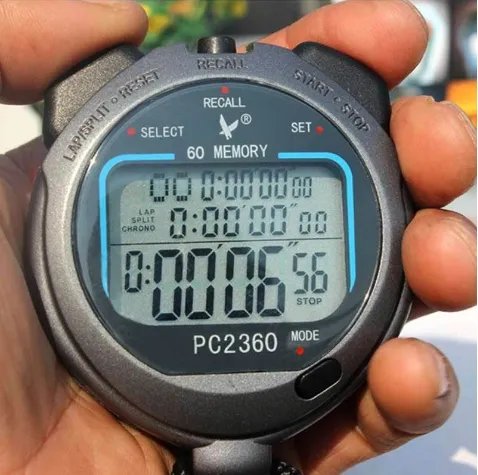 RECALL
LAP/SPLIT • RESET
START • STOP
RECALL
SELECT
®
SET
60 MEMORY
00 0:00'00"00
LAP
SPLIT
CHRONO
0:00'00"00
0:00'06"56
STOP
PC2360
MODE